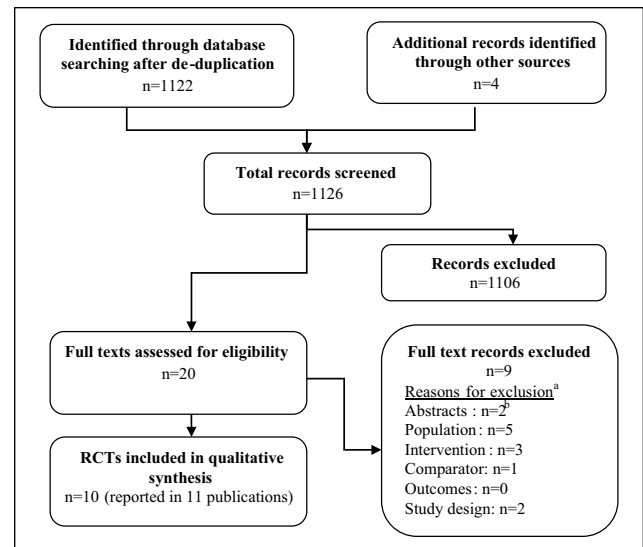 Identified through database
searching after de-duplication
n=1122
Additional records identified
through other sources
n=4
Total records screened
n=1126
Records excluded
n=1106
Full texts assessed for eligibility
n=20
Full text records excluded
n=9
Reasons for exclusiona
Abstracts : n=2b
Population: n=5
Intervention: n=3
Comparator: n=1
Outcomes: n=0
Study design: n=2
RCTs included in qualitative
synthesis
n=10 (reported in 11 publications)